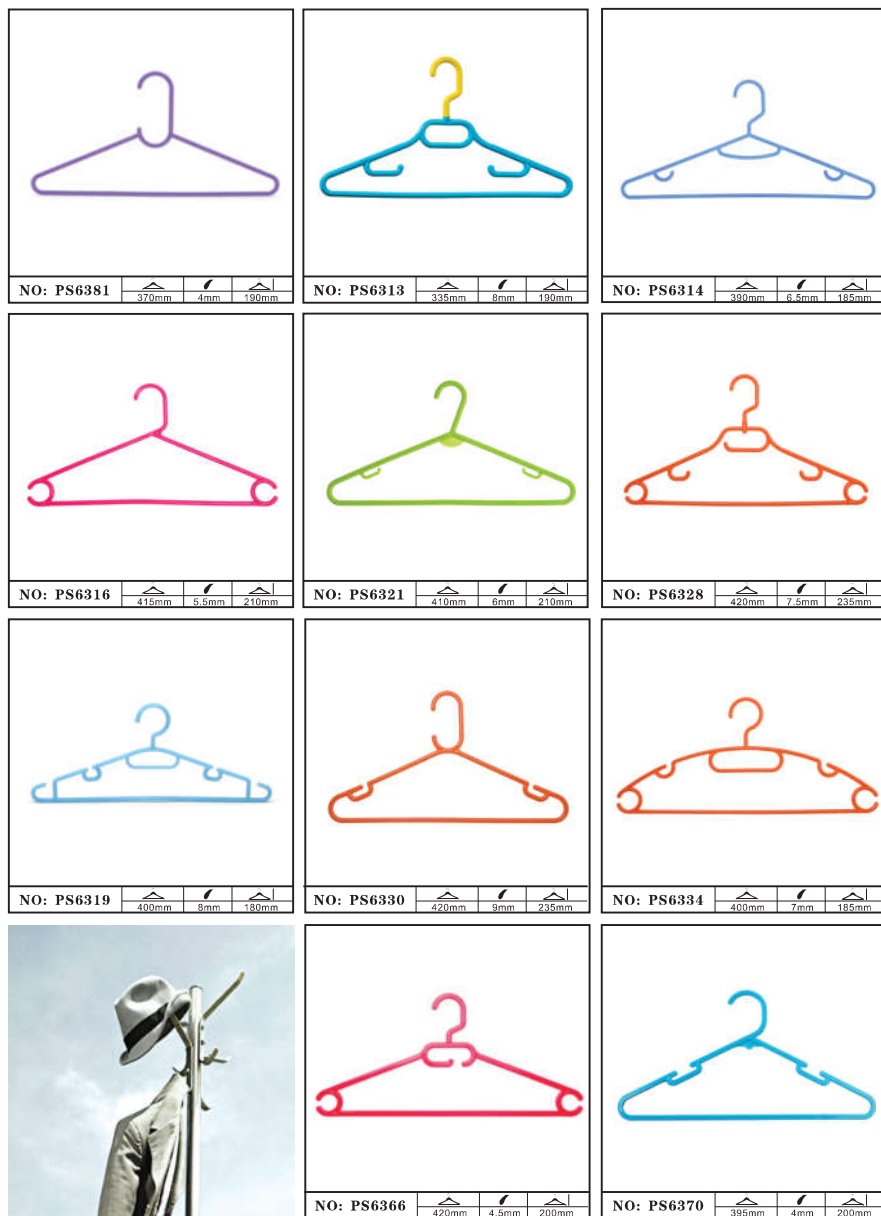 NO: PS6381 370mm 4mm 190mm
NO: PS6313 335mm 8mm 190mm
NO: PS6314 390mm 6.5mm 185mm
NO: PS6316 415mm 5.5mm 210mm
NO: PS6321 410mm 6mm 210mm
NO: PS6328 420mm 7.5mm 235mm
NO: PS6319 400mm 8mm 180mm
NO: PS6330 420mm 9mm 235mm
NO: PS6334 400mm 7mm 185mm
NO: PS6366 420mm 4.5mm 200mm
NO: PS6370 395mm 4mm 200mm